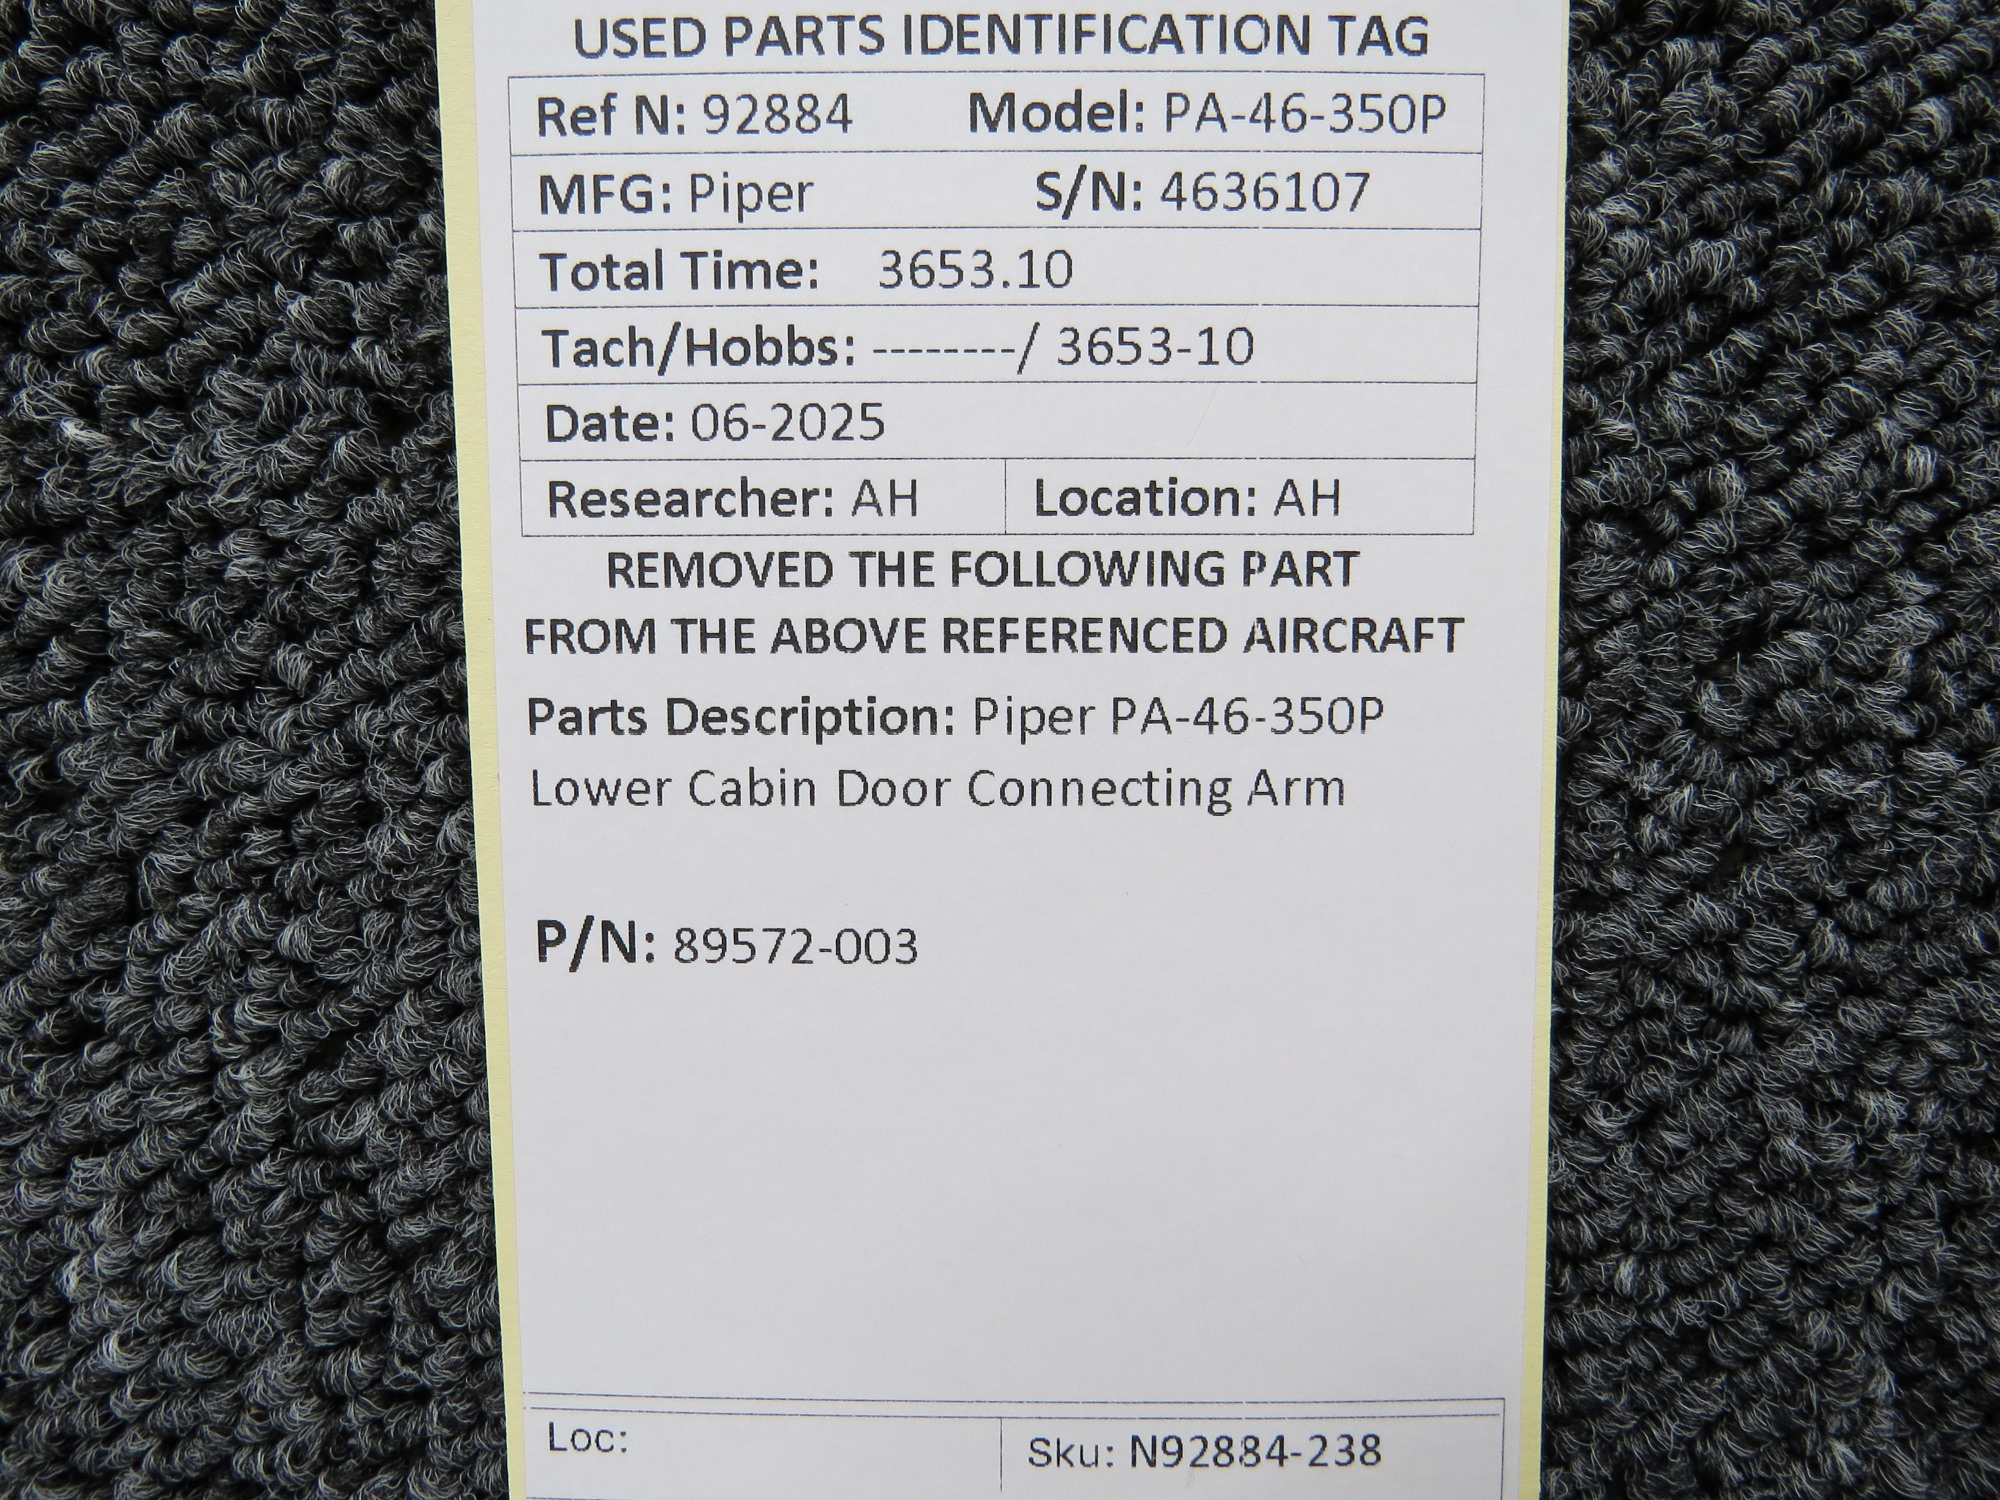 USED PARTS IDENTIFICATION TAG
Ref N: 92884 Model: PA-46-350P
MFG: Piper S/N: 4636107
Total Time: 3653.10
Tach/Hobbs: --------/ 3653-10
Date: 06-2025
Researcher: AH Location: AH
REMOVED THE FOLLOWING PART
FROM THE ABOVE REFERENCED AIRCRAFT
Parts Description: Piper PA-46-350P
Lower Cabin Door Connecting Arm
P/N: 89572-003
Loc: Sku: N92884-238